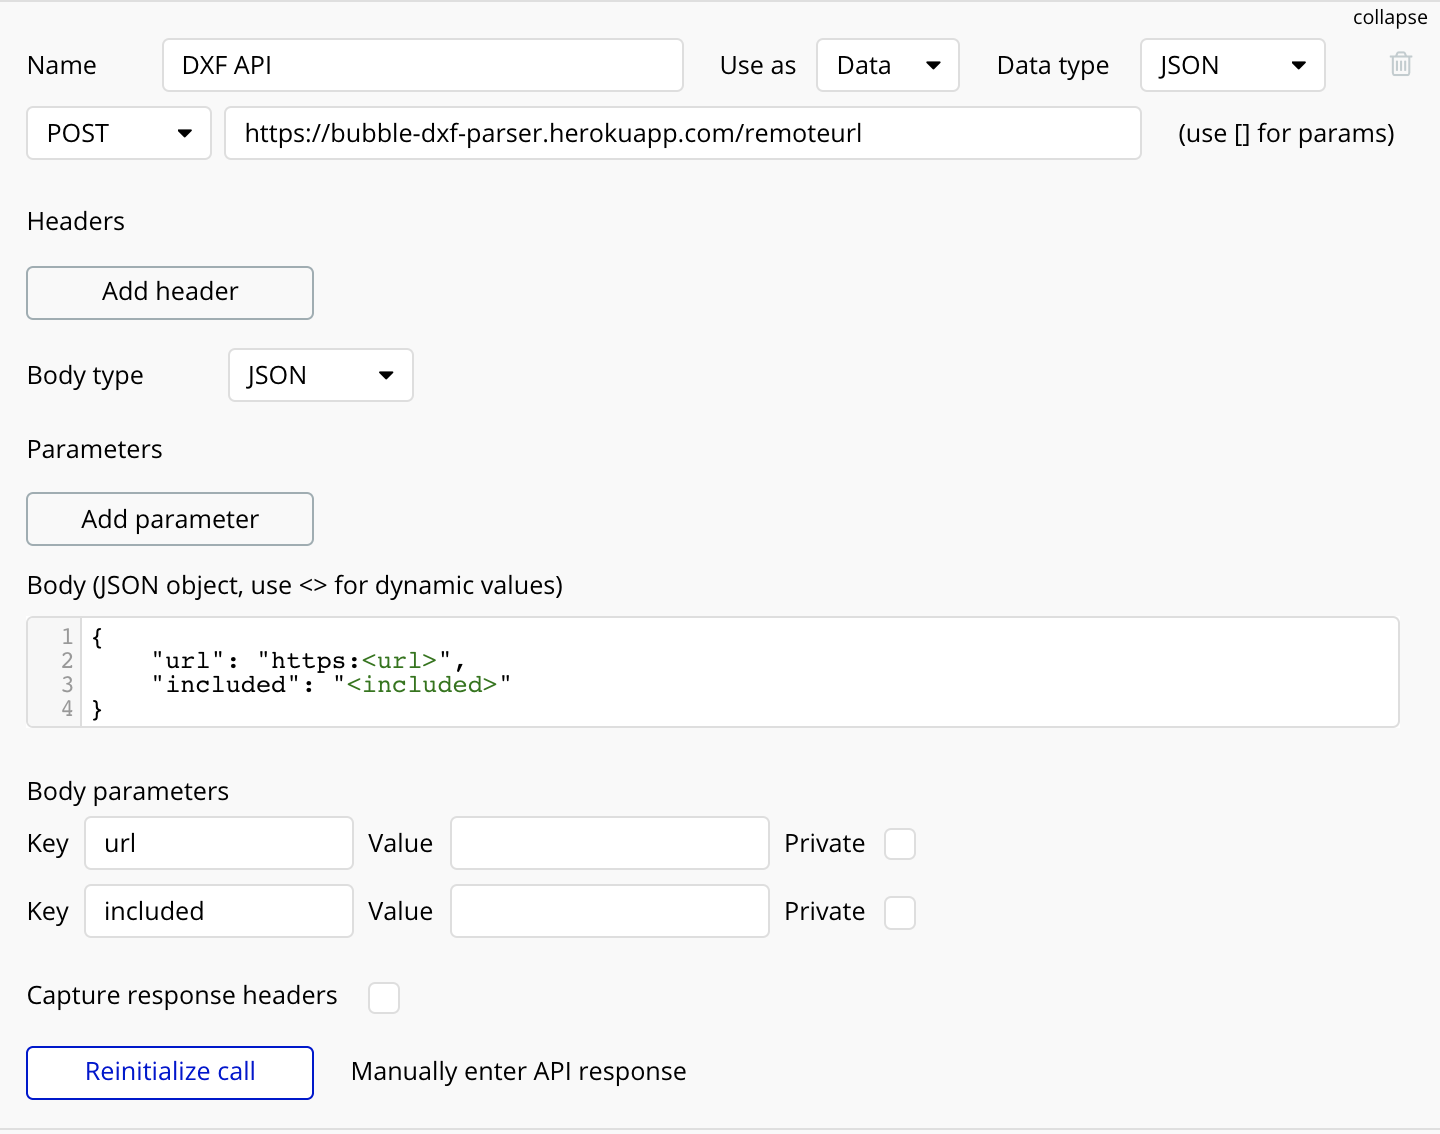 collapse
Name DXF API Use as Data Data type JSON
POST https://bubble-dxf-parser.herokuapp.com/remoteurl (use [] for params)
Headers
Add header
Body type JSON
Parameters
Add parameter
Body (JSON object, use <> for dynamic values)
1 {
2 "url": "https:<url>",
3 "included": "<included>"
4 }
Body parameters
Key url Value Private
Key included Value Private
Capture response headers
Reinitialize call Manually enter API response